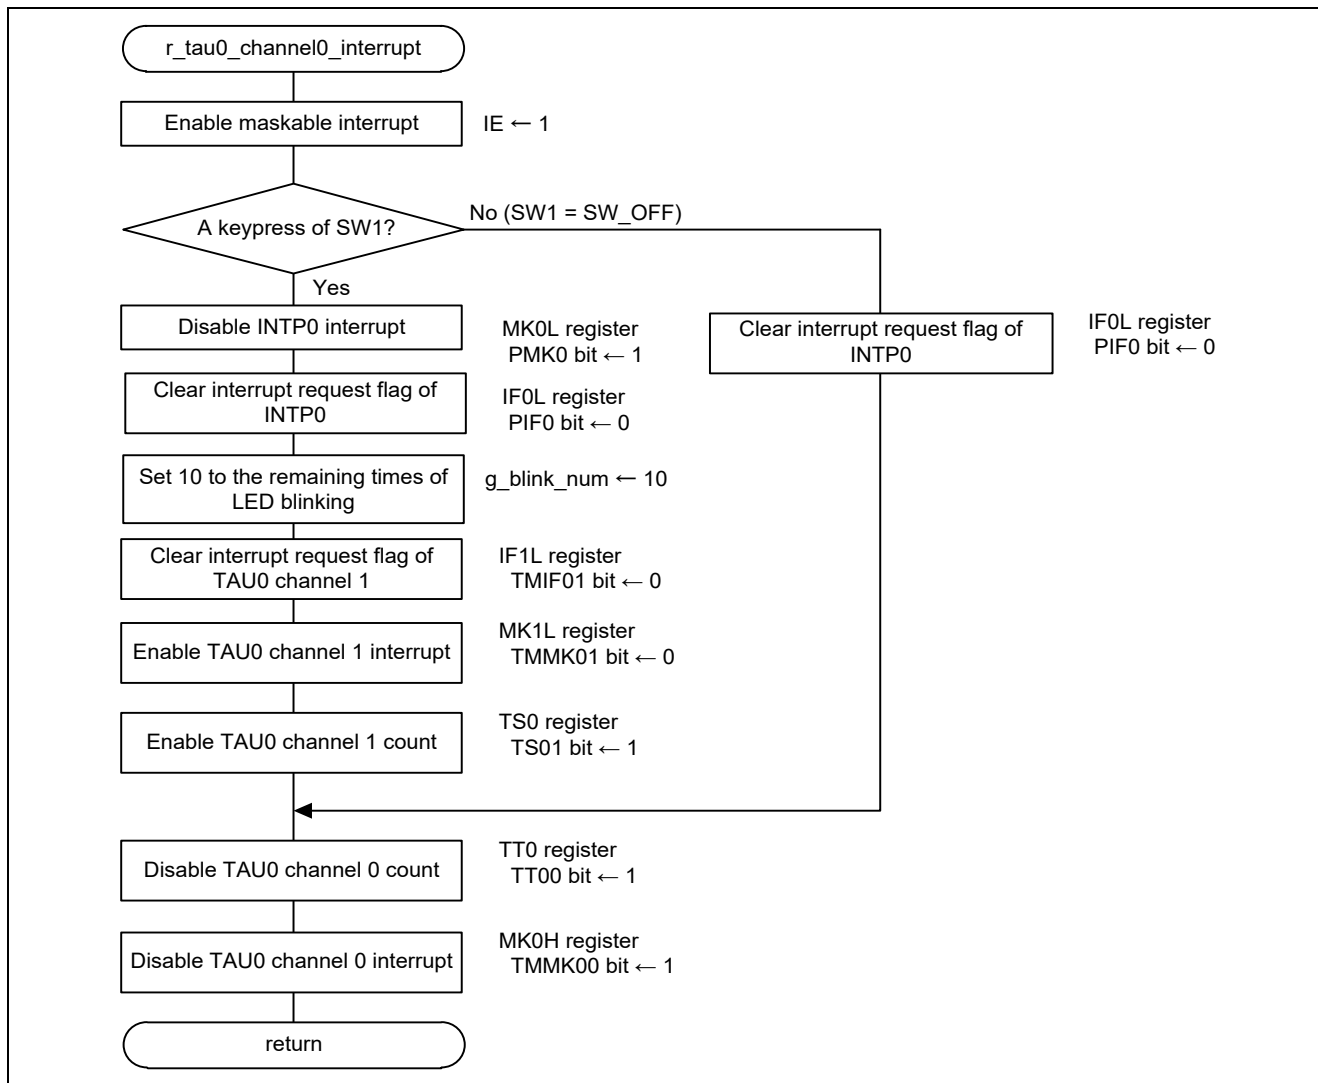 r_tau0_channel0_interrupt
Enable maskable interrupt
IE ← 1
A keypress of SW1?
No (SW1 = SW_OFF)
Yes
Disable INTP0 interrupt
MK0L register
PMK0 bit ← 1
Clear interrupt request flag of
INTP0
IF0L register
PIF0 bit ← 0
Clear interrupt request flag of
INTP0
IF0L register
PIF0 bit ← 0
Set 10 to the remaining times of
LED blinking
g_blink_num ← 10
Clear interrupt request flag of
TAU0 channel 1
IF1L register
TMIF01 bit ← 0
Enable TAU0 channel 1 interrupt
MK1L register
TMMK01 bit ← 0
Enable TAU0 channel 1 count
TS0 register
TS01 bit ← 1
Disable TAU0 channel 0 count
TT0 register
TT00 bit ← 1
Disable TAU0 channel 0 interrupt
MK0H register
TMMK00 bit ← 1
return